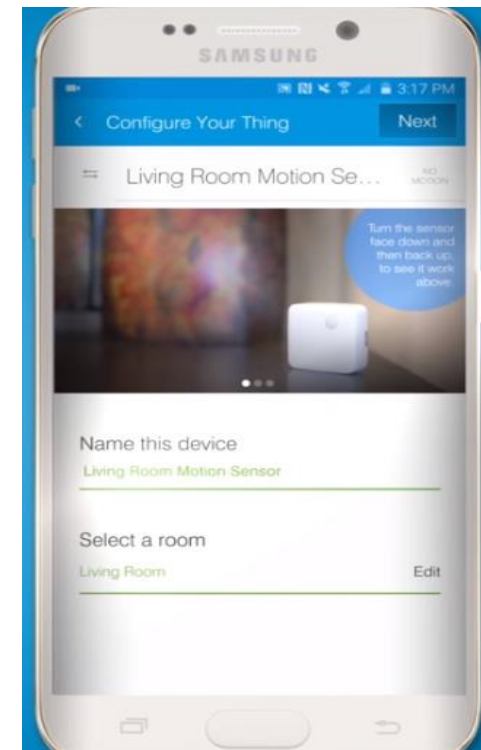 SAMSUNG
3:17 PM
Configure Your Thing
Next
Living Room Motion Se...
NO
MOTION
Turn the sensor
face down and
then back up,
to see it work
above.
Name this device
Living Room Motion Sensor
Select a room
Living Room
Edit